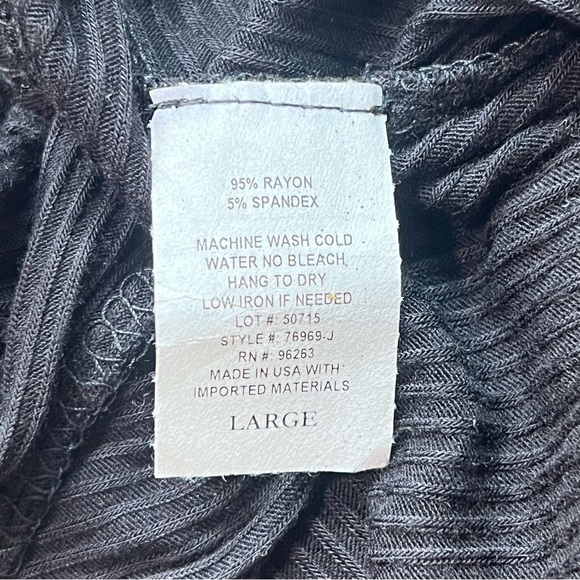 95% RAYON
5% SPANDEX
MACHINE WASH COLD
WATER NO BLEACH,
HANG TO DRY
LOW IRON IF NEEDED
LOT #: 50715
STYLE #: 76969-J
RN #: 96263
MADE IN USA WITH
IMPORTED MATERIALS
LARGE